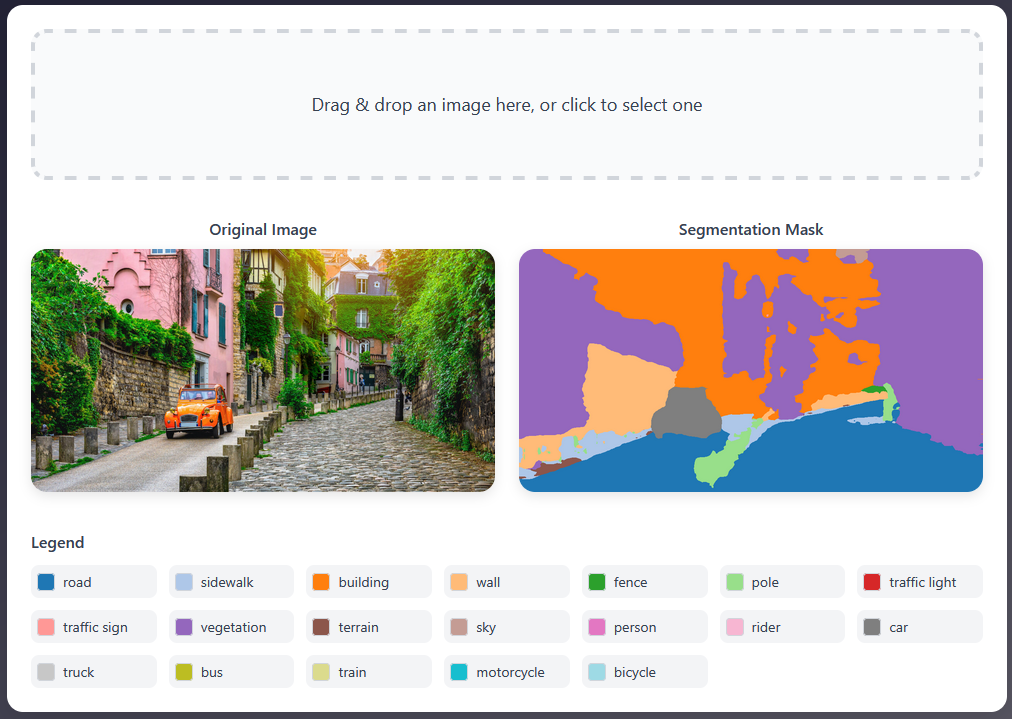 Drag & drop an image here, or click to select one
Original Image
Segmentation Mask
Legend
road
sidewalk
building
wall
fence
pole
traffic light
traffic sign
vegetation
terrain
sky
person
rider
car
truck
bus
train
motorcycle
bicycle